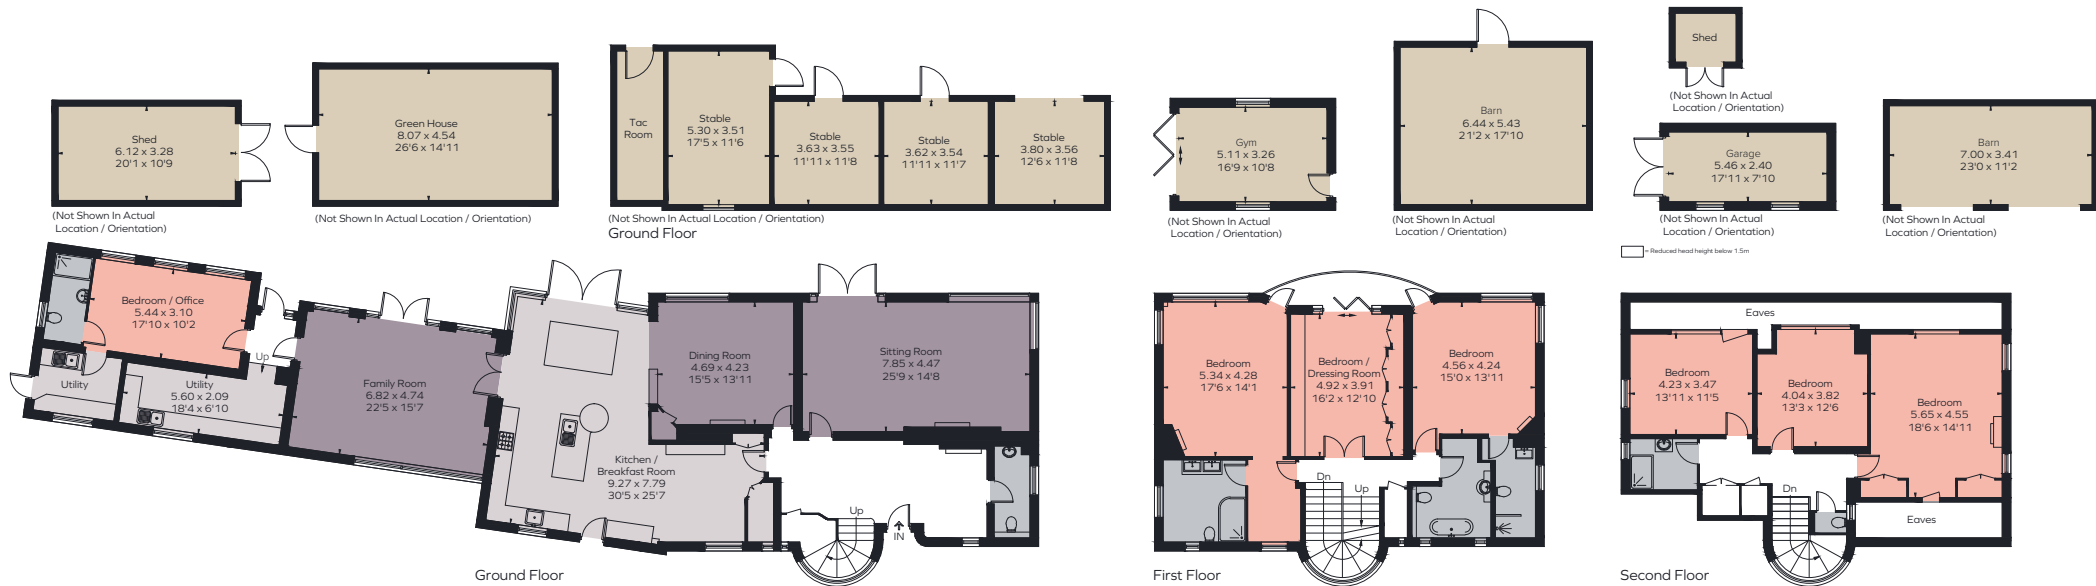 Shed
6.12 x 3.28
20'1 x 10'9
(Not Shown In Actual
Location / Orientation)
Green House
8.07 x 4.54
26'6 x 14'11
(Not Shown In Actual Location / Orientation)
Tac
Room
Stable
5.30 x 3.51
17'5 x 11'6
Stable
3.63 x 3.55
11'11 x 11'8
Stable
3.62 x 3.54
11'11 x 11'7
Stable
3.80 x 3.56
12'6 x 11'8
(Not Shown In Actual Location / Orientation)
Ground Floor
Gym
5.11 x 3.26
16'9 x 10'8
(Not Shown In Actual
Location / Orientation)
Barn
6.44 x 5.43
21'2 x 17'10
(Not Shown In Actual
Location / Orientation)
Shed
(Not Shown In Actual
Location / Orientation)
Garage
5.46 x 2.40
17'11 x 7'10
(Not Shown In Actual
Location / Orientation)
Barn
7.00 x 3.41
23'0 x 11'2
(Not Shown In Actual
Location / Orientation)
= Reduced head height below 1.5m
Bedroom / Office
5.44 x 3.10
17'10 x 10'2
Up
Utility
Utility
5.60 x 2.09
18'4 x 6'10
Family Room
6.82 x 4.74
22'5 x 15'7
Kitchen /
Breakfast Room
9.27 x 7.79
30'5 x 25'7
Dining Room
4.69 x 4.23
15'5 x 13'11
Sitting Room
7.85 x 4.47
25'9 x 14'8
Up
IN
Ground Floor
Bedroom
5.34 x 4.28
17'6 x 14'1
Bedroom /
Dressing Room
4.92 x 3.91
16'2 x 12'10
Bedroom
4.56 x 4.24
15'0 x 13'11
Dn
Up
First Floor
Eaves
Bedroom
4.23 x 3.47
13'11 x 11'5
Bedroom
4.04 x 3.82
13'3 x 12'6
Bedroom
5.65 x 4.55
18'6 x 14'11
Dn
Eaves
Second Floor